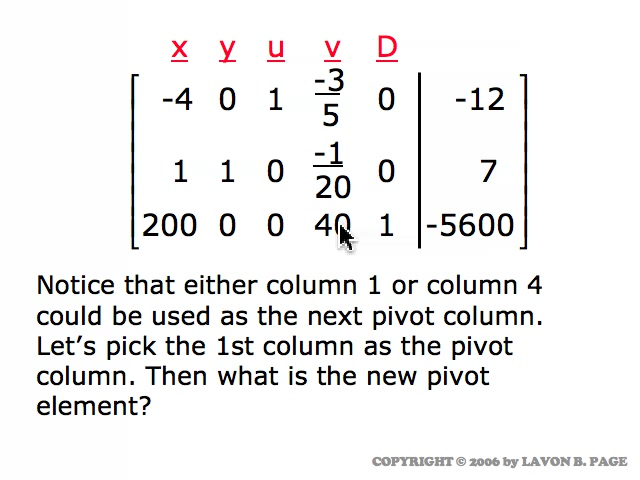 x y u v D
-4 0 1 -3/5 0 -12
1 1 0 -1/20 0 7
200 0 0 40 1 -5600
Notice that either column 1 or column 4
could be used as the next pivot column.
Let's pick the 1st column as the pivot
column. Then what is the new pivot
element?
COPYRIGHT © 2006 by LAVON B. PAGE